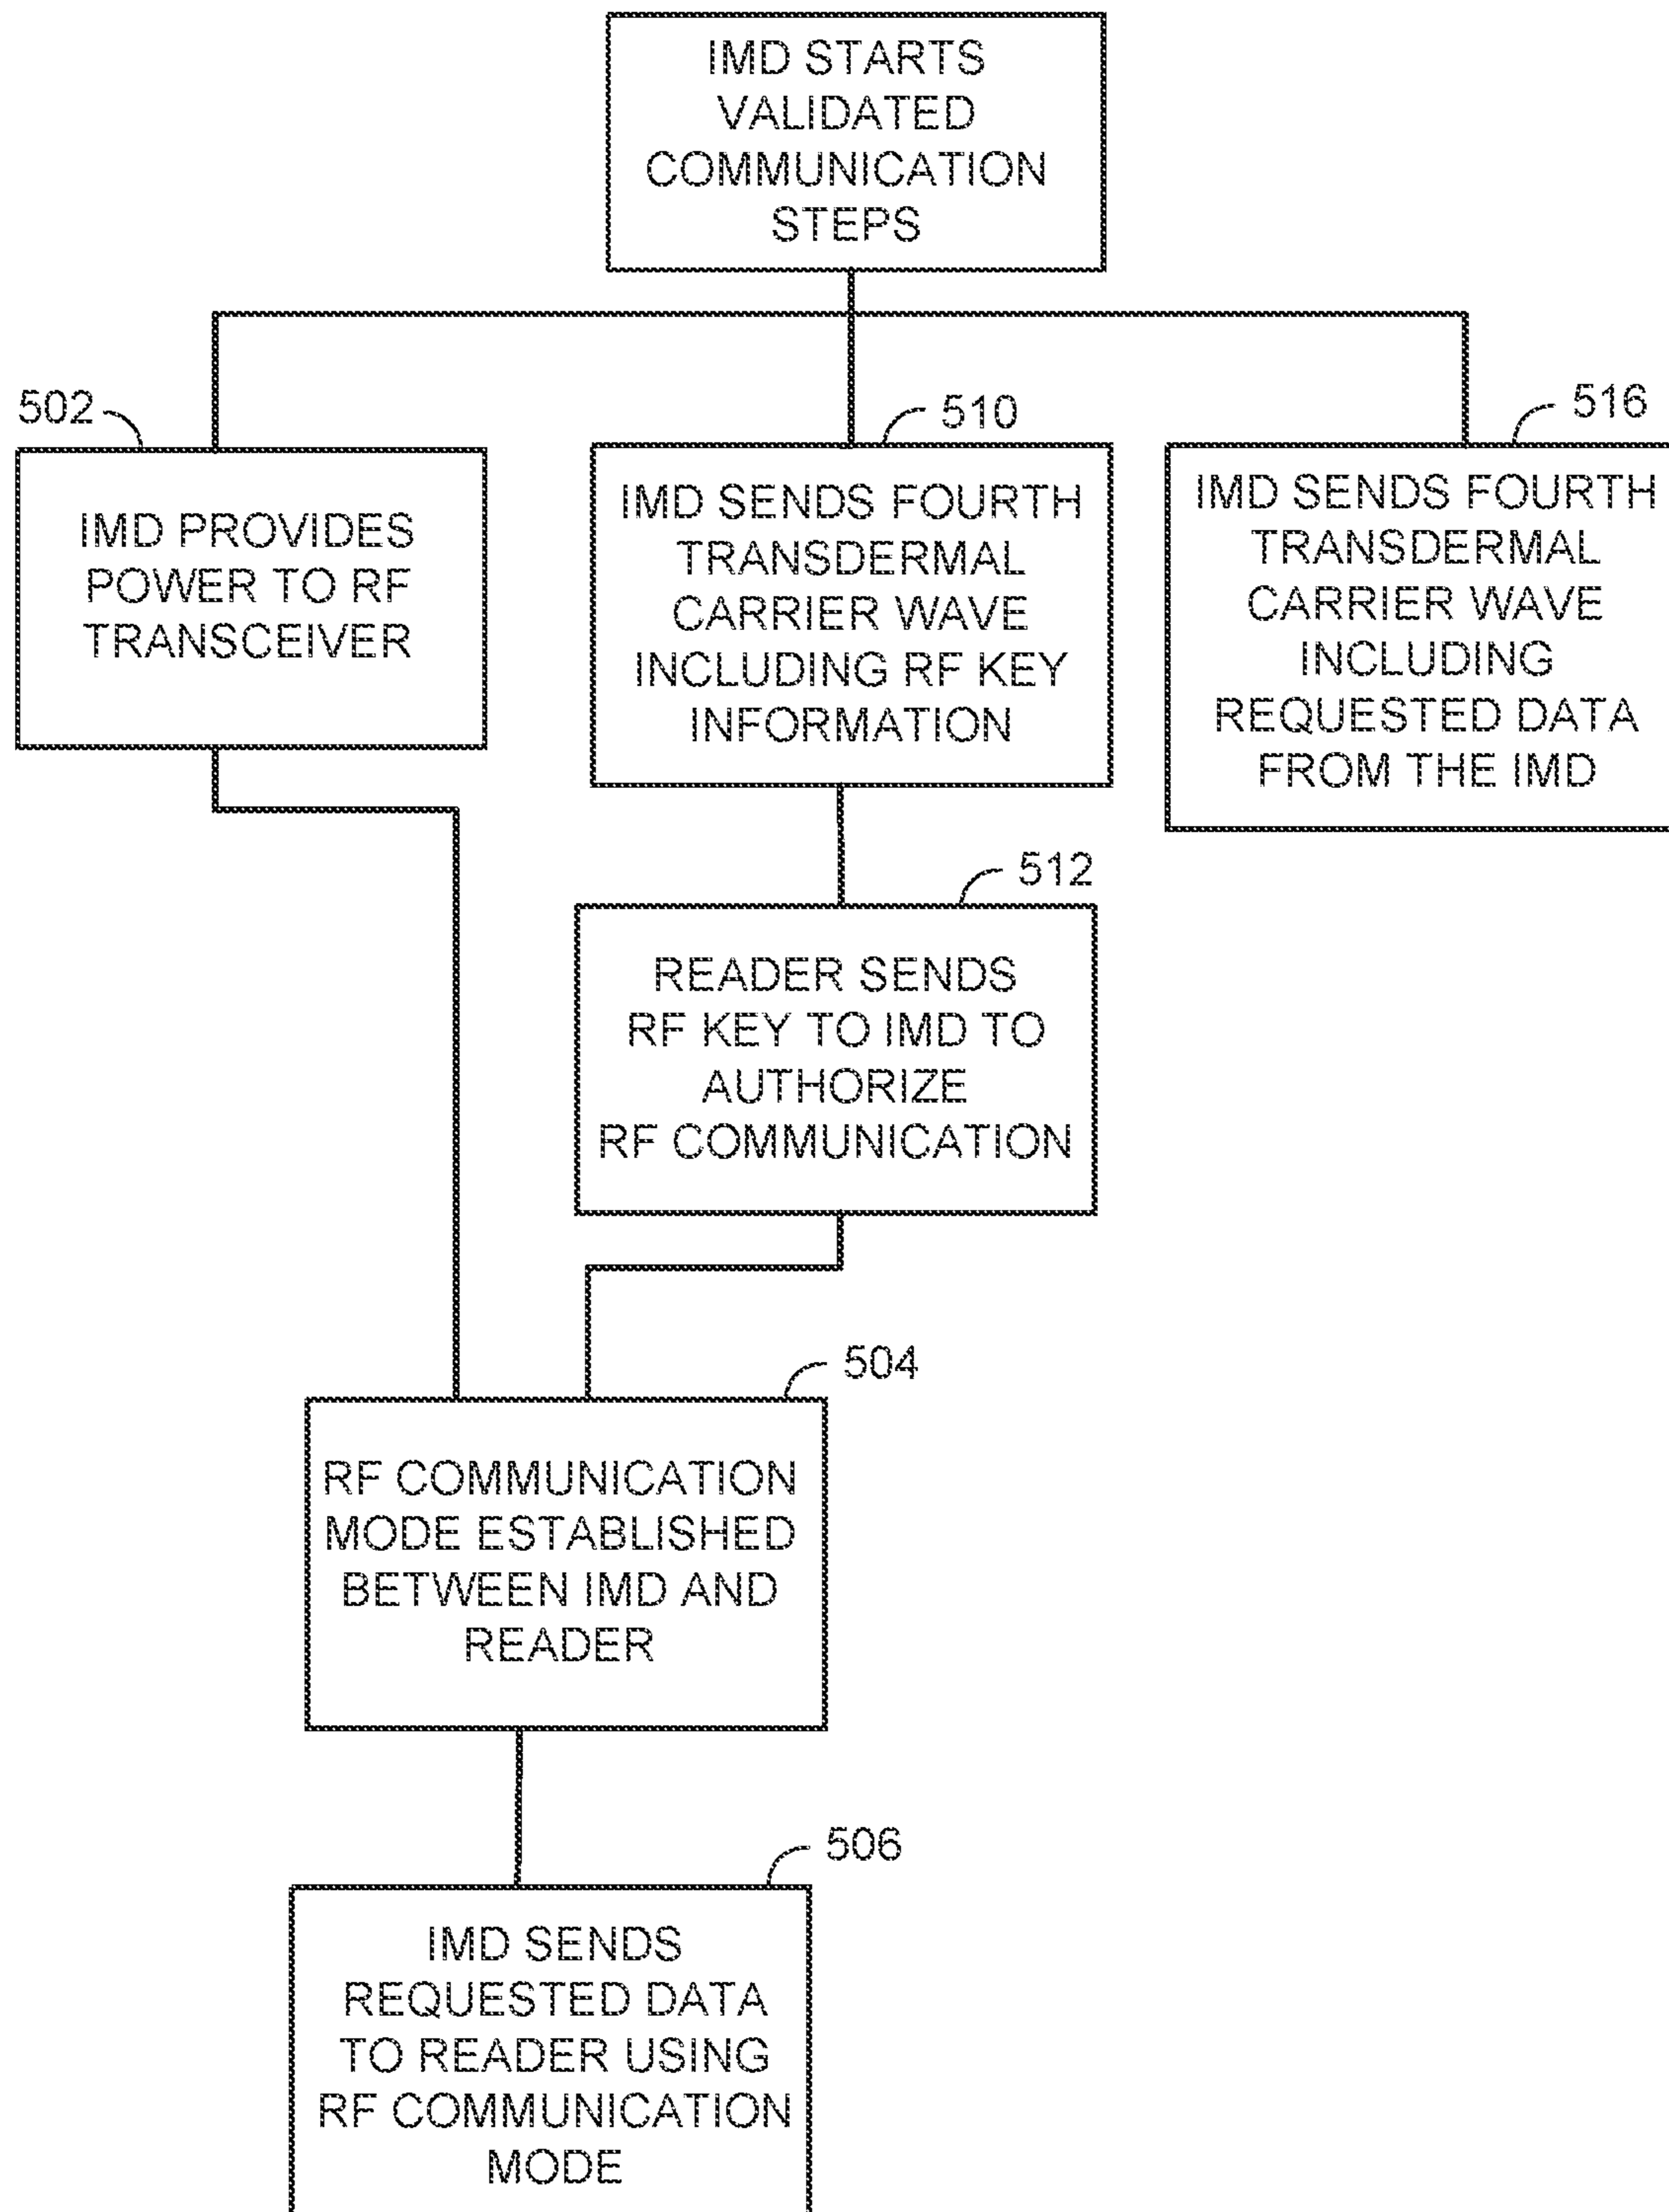 IMD STARTS
VALIDATED
COMMUNICATION
STEPS
502
IMD PROVIDES
POWER TO RF
TRANSCEIVER
510
IMD SENDS FOURTH
TRANSDERMAL
CARRIER WAVE
INCLUDING RF KEY
INFORMATION
516
IMD SENDS FOURTH
TRANSDERMAL
CARRIER WAVE
INCLUDING
REQUESTED DATA
FROM THE IMD
512
READER SENDS
RF KEY TO IMD TO
AUTHORIZE
RF COMMUNICATION
504
RF COMMUNICATION
MODE ESTABLISHED
BETWEEN IMD AND
READER
506
IMD SENDS
REQUESTED DATA
TO READER USING
RF COMMUNICATION
MODE